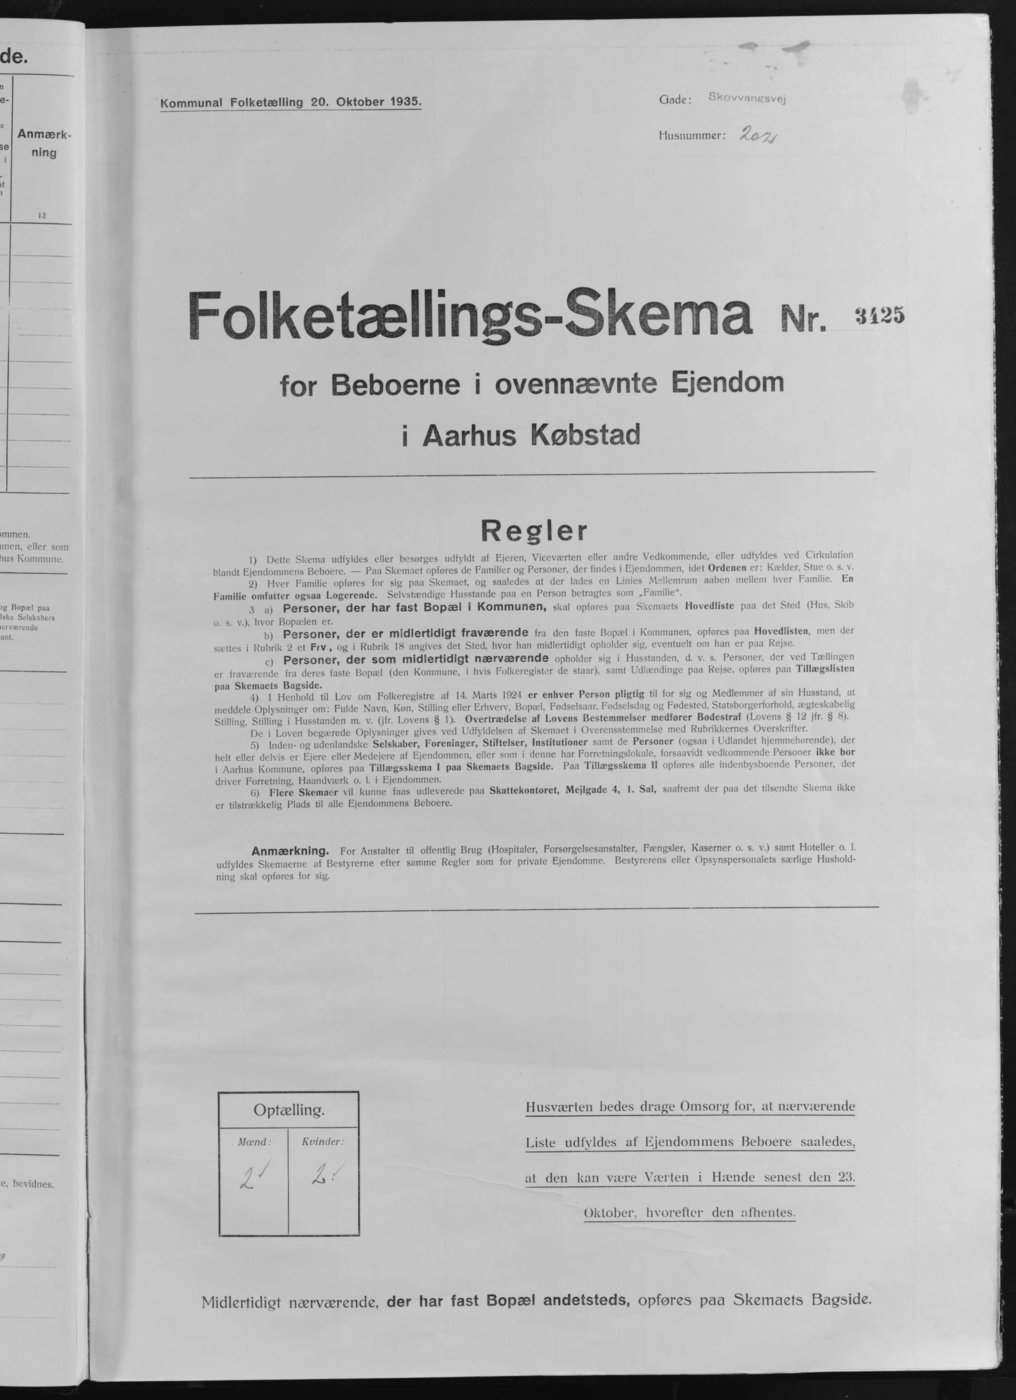 de.
Anmærk-
ning
12
ommen.
men, eller som
hus Kommune.
og Bopæl paa
lske Selskabers
ærværende
ant.
e, bevidnes.
Kommunal Folketælling 20. Oktober 1935.
Gade: Skovvangsvej
Husnummer: 202
Folketællings-Skema Nr. 3425
for Beboerne i ovennævnte Ejendom
i Aarhus Købstad
Regler
1) Dette Skema udfyldes eller besørges udfyldt af Ejeren, Viceværten eller andre Vedkommende, eller udfyldes ved Cirkulation
blandt Ejendommens Beboere. — Paa Skemaet opføres de Familier og Personer, der findes i Ejendommen, idet Ordenen er: Kælder, Stue o. s. v.
2) Hver Familie opføres for sig paa Skemaet, og saaledes at der lades en Linies Mellemrum aaben mellem hver Familie. En
Familie omfatter ogsaa Logerende. Selvstændige Husstande paa en Person betragtes som „Familie“.
3 a) Personer, der har fast Bopæl i Kommunen, skal opføres paa Skemaets Hovedliste paa det Sted (Hus, Skib
o. s. v.), hvor Bopælen er.
b) Personer, der er midlertidigt fraværende fra den faste Bopæl i Kommunen, opføres paa Hovedlisten, men der
sættes i Rubrik 2 et Frv, og i Rubrik 18 angives det Sted, hvor han midlertidigt opholder sig, eventuelt om han er paa Rejse.
c) Personer, der som midlertidigt nærværende opholder sig i Husstanden, d. v. s. Personer, der ved Tællingen
er fraværende fra deres faste Bopæl (den Kommune, i hvis Folkeregister de staar), samt Udlændinge paa Rejse, opføres paa Tillægslisten
paa Skemaets Bagside.
4) I Henhold til Lov om Folkeregistre af 14. Marts 1924 er enhver Person pligtig til for sig og Medlemmer af sin Husstand, at
meddele Oplysninger om: Fulde Navn, Køn, Stilling eller Erhverv, Bopæl, Fødselsaar, Fødselsdag og Fødested, Statsborgerforhold, ægteskabelig
Stilling, Stilling i Husstanden m. v. (jfr. Lovens § 1). Overtrædelse af Lovens Bestemmelser medfører Bødestraf (Lovens § 12 jfr. § 8).
De i Loven begærede Oplysninger gives ved Udfyldelsen af Skemaet i Overensstemmelse med Rubrikkernes Overskrifter.
5) Inden- og udenlandske Selskaber, Foreninger, Stiftelser, Institutioner samt de Personer (ogsaa i Udlandet hjemmehørende), der
helt eller delvis er Ejere eller Medejere af Ejendommen, eller som i denne har Forretningslokale, forsaavidt vedkommende Personer ikke bor
i Aarhus Kommune, opføres paa Tillægsskema I paa Skemaets Bagside. Paa Tillægsskema II opføres alle indenbysboende Personer, der
driver Forretning, Haandværk o. l. i Ejendommen.
6) Flere Skemaer vil kunne faas udleverede paa Skattekontoret, Mejlgade 4, 1. Sal, saafremt der paa det tilsendte Skema ikke
er tilstrækkelig Plads til alle Ejendommens Beboere.
Anmærkning. For Anstalter til offentlig Brug (Hospitaler, Forsørgelsesanstalter, Fængsler, Kaserner o. s. v.) samt Hoteller o. l.
udfyldes Skemaerne af Bestyrerne efter samme Regler som for private Ejendomme. Bestyrerens eller Opsynspersonalets særlige Hushold-
ning skal opføres for sig.
Optælling.
Mænd: Kvinder:
2 2
Husværten bedes drage Omsorg for, at nærværende
Liste udfyldes af Ejendommens Beboere saaledes,
at den kan være Værten i Hænde senest den 23.
Oktober, hvorefter den afhentes.
Midlertidigt nærværende, der har fast Bopæl andetsteds, opføres paa Skemaets Bagside.